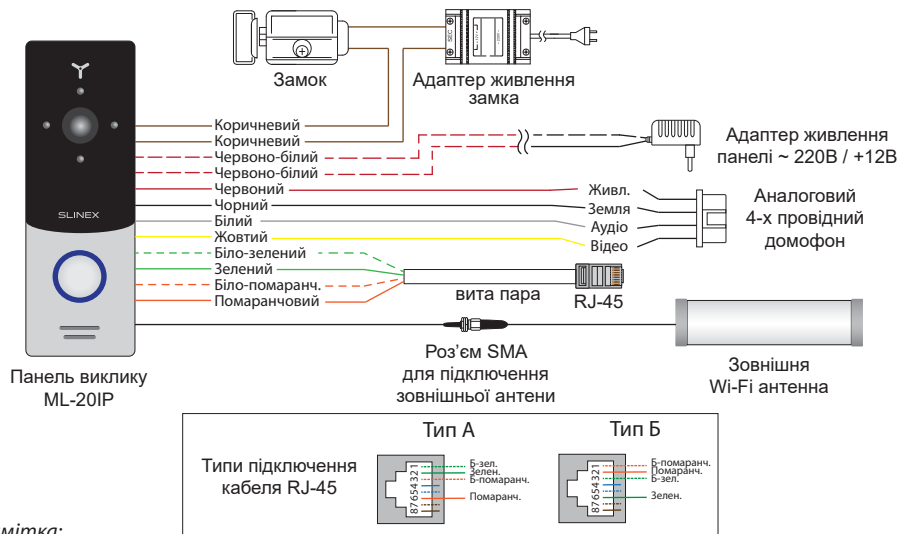 Замок
Адаптер живлення
замка
SEC
SLINEX
Коричневий
Коричневий
Червоно-білий
Червоно-білий
Червоний
Чорний
Білий
Жовтий
Біло-зелений
Зелений
Біло-помаранч.
Помаранчовий
Адаптер живлення
панелі ~ 220В / +12В
Живл.
Земля
Аудіо
Відео
Аналоговий
4-х провідний
домофон
вита пара
RJ-45
Панель виклику
ML-20IP
Роз'єм SMA
для підключення
зовнішньої антени
Зовнішня
Wi-Fi антенна
Типи підключення
кабеля RJ-45
Тип А
87654321
Б-зел.
Зелен.
Б-помаранч.
Помаранч.
Тип Б
87654321
Б-помаранч.
Помаранч.
Б-зел.
Зелен.
мітка: